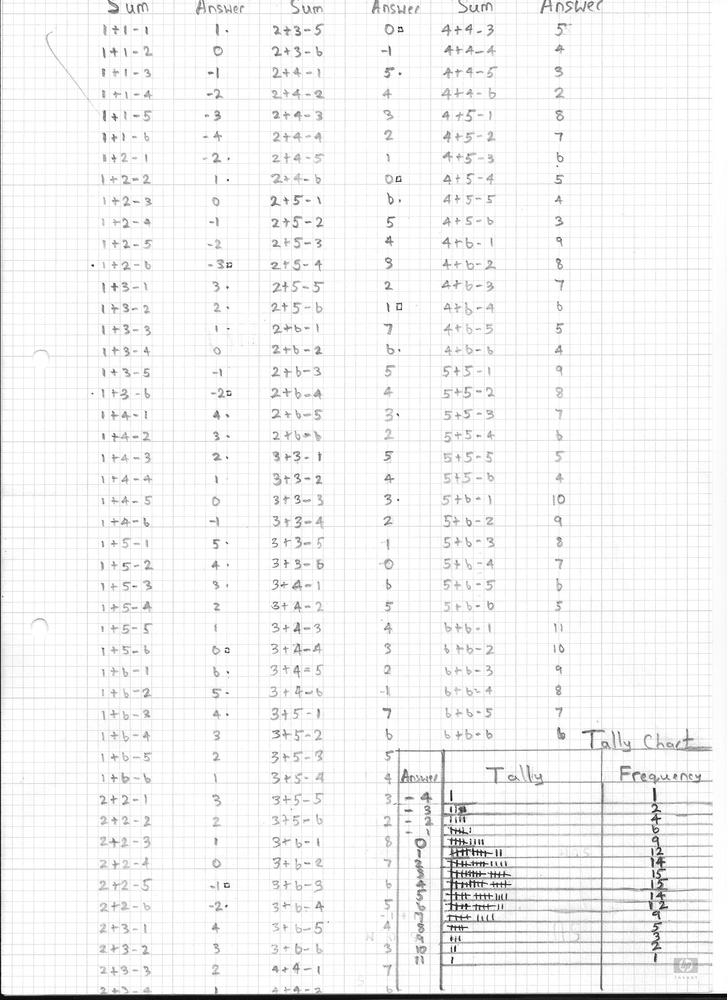 Sum Answer Sum Answer Sum Answer
1+1-1 1. 2+3-5 0□ 4+4-3 5
1+1-2 0 2+3-6 -1 4+4-4 4
1+1-3 -1 2+4-1 5. 4+4-5 3
1+1-4 -2 2+4-2 4 4+4-6 2
1+1-5 -3 2+4-3 3 4+5-1 8
1+1-6 -4 2+4-4 2 4+5-2 7
1+2-1 -2. 2+4-5 1 4+5-3 6
1+2-2 1. 2+4-6 0□ 4+5-4 5
1+2-3 0 2+5-1 6. 4+5-5 4
1+2-4 -1 2+5-2 5 4+5-6 3
1+2-5 -2 2+5-3 4 4+6-1 9
.1+2-6 -3□ 2+5-4 3 4+6-2 8
1+3-1 3. 2+5-5 2 4+6-3 7
1+3-2 2. 2+5-6 1□ 4+6-4 6
1+3-3 1. 2+6-1 7 4+6-5 5
1+3-4 0 2+6-2 6. 4+6-6 4
1+3-5 -1 2+6-3 5 5+5-1 9
.1+3-6 -2□ 2+6-4 4 5+5-2 8
1+4-1 4. 2+6-5 3. 5+5-3 7
1+4-2 3. 2+6-6 2 5+5-4 6
1+4-3 2. 3+3-1 5 5+5-5 5
1+4-4 1 3+3-2 4 5+5-6 4
1+4-5 0 3+3-3 3. 5+6-1 10
1+4-6 -1 3+3-4 2 5+6-2 9
1+5-1 5. 3+3-5 -1 5+6-3 8
1+5-2 4. 3+3-6 0 5+6-4 7
1+5-3 3. 3+4-1 6 5+6-5 6
1+5-4 2 3+4-2 5 5+6-6 5
1+5-5 1 3+4-3 4 6+6-1 11
1+5-6 0□ 3+4-4 3 6+6-2 10
1+6-1 6. 3+4=5 2 6+6-3 9
1+6-2 5. 3+4-6 -1 6+6-4 8
1+6-3 4. 3+5-1 7 6+6-5 7
1+6-4 3 3+5-2 6 6+6-6 6
Tally Chart
1+6-5 2 3+5-3 5
1+6-6 1 3+5-4 4 Answer Tally Frequency
2+2-1 3 3+5-5 3 -4 1
-3 2
2+2-2 2 3+5-6 2 -2 4
-1 6
2+2-3 1 3+6-1 8 0 9
1 12
2+2-4 0 3+6-2 7 2 14
3 15
2+2-5 -1□ 3+6-3 6 4 15
5 14
2+2-6 -2. 3+6-4 5 6 12
7 9
2+3-1 4 3+6-5 4 8 5
9 3
2+3-2 3 3+6-6 3 10 2
11 1
2+3-3 2 4+4-1 7
2+3-4 1 4+4-2 6
hp
invent